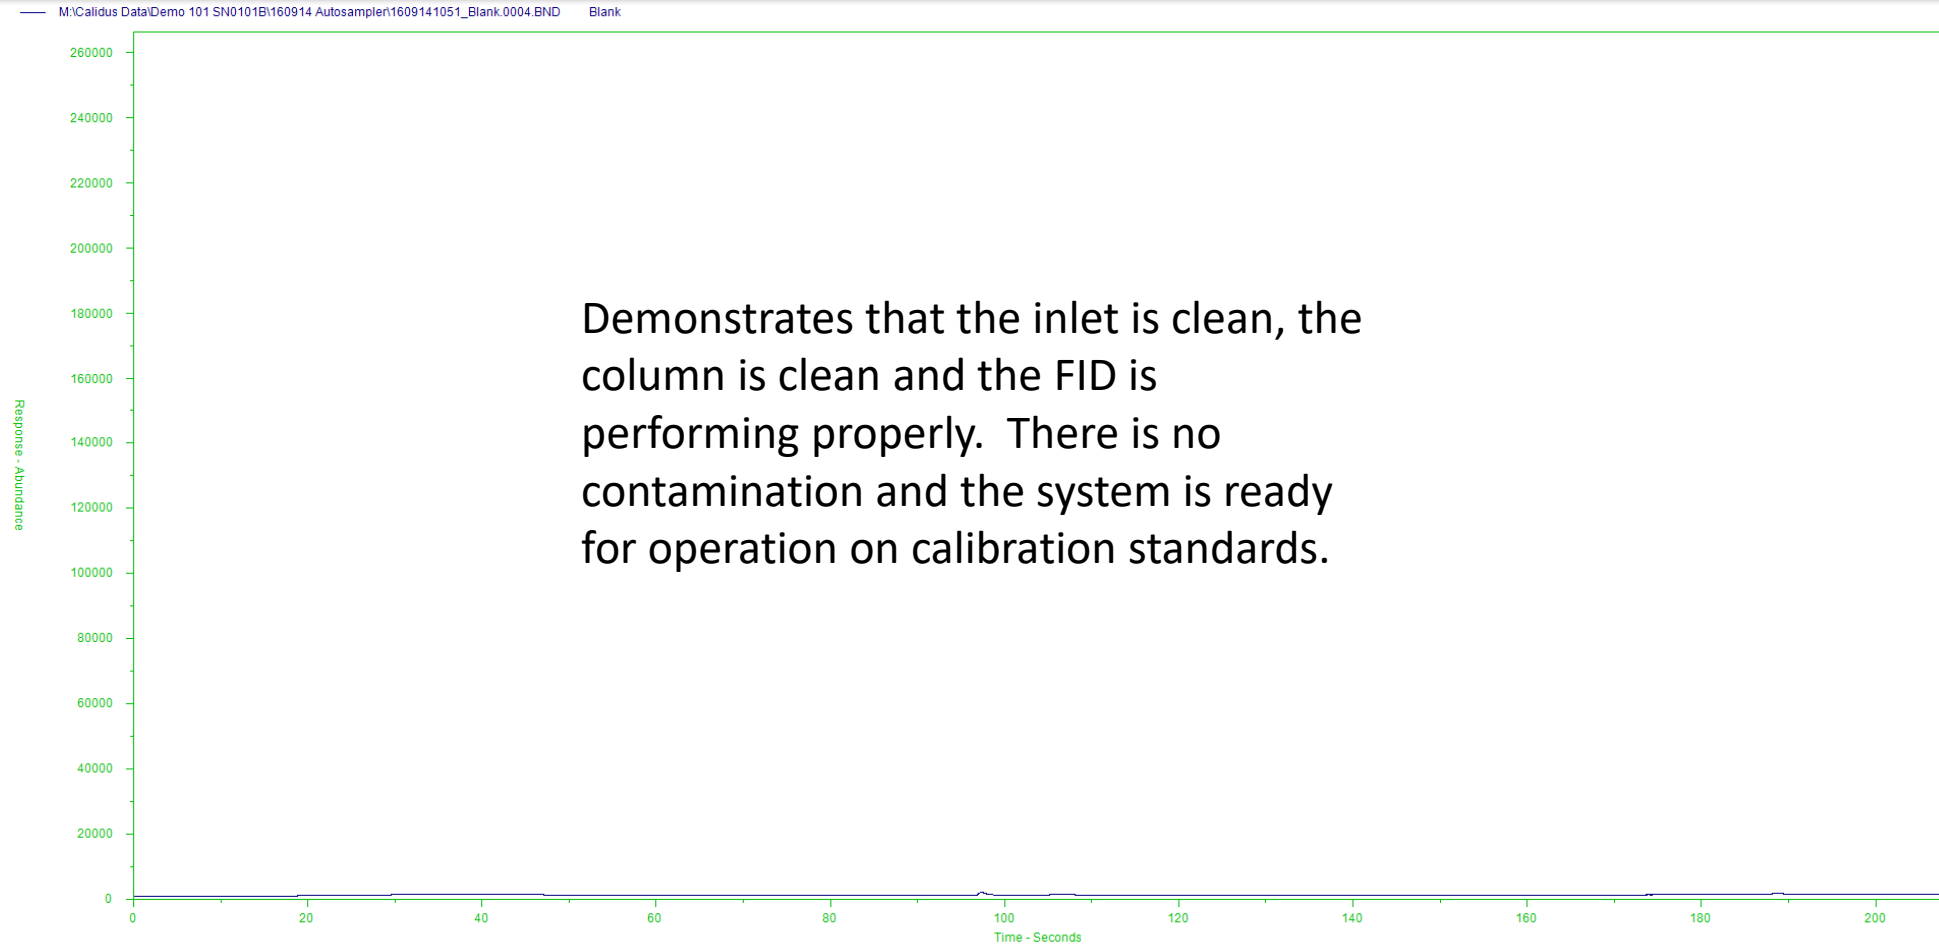 M:\Calidus Data\Demo 101 SN0101B\160914 Autosampler\1609141051_Blank.0004.BND Blank
260000
240000
220000
200000
180000
160000
140000
120000
100000
80000
60000
40000
20000
0
Response - Abundance
Demonstrates that the inlet is clean, the
column is clean and the FID is
performing properly.  There is no
contamination and the system is ready
for operation on calibration standards.
0 20 40 60 80 100 120 140 160 180 200
Time - Seconds